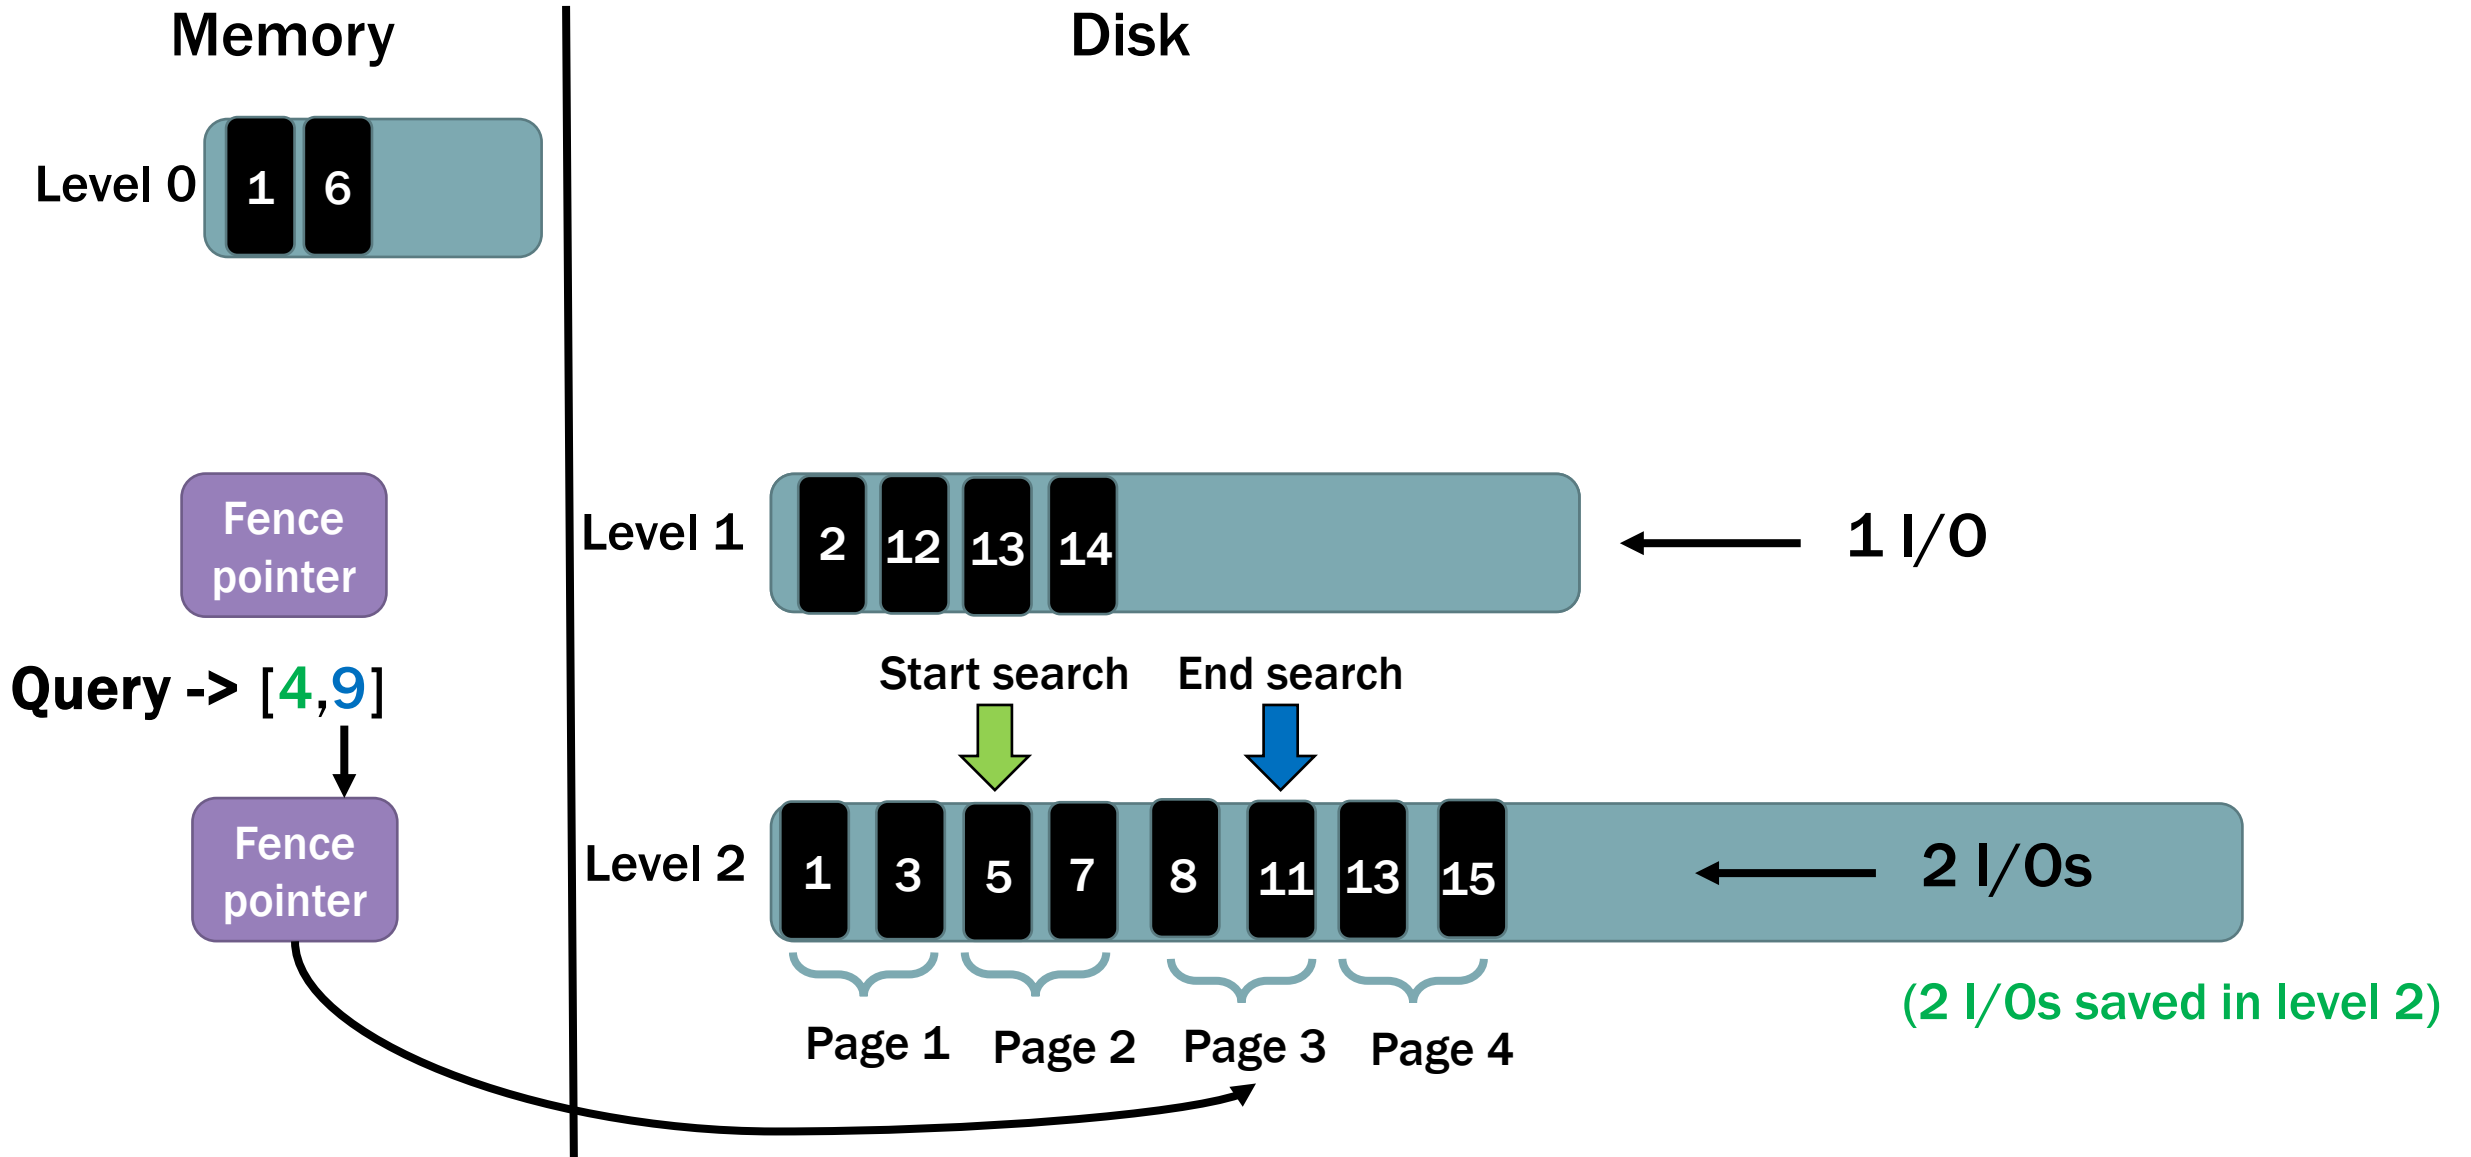 Memory
Disk
Level 0
1 6
Fence
pointer
Level 1
2 12 13 14
1 I/O
Query -> [4,9]
Start search
End search
Fence
pointer
Level 2
1 3 5 7 8 11 13 15
2 I/Os
(2 I/Os saved in level 2)
Page 1
Page 2
Page 3
Page 4